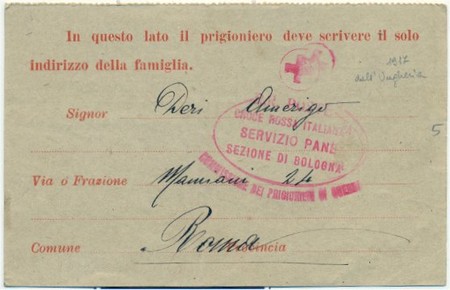 In questo lato il prigioniero deve scrivere il solo
indirizzo della famiglia.
1917
dall'Ungheria
Signor Deri Amerigo
CROCE ROSSA ITALIANA
SERVIZIO PANE
SEZIONE DI BOLOGNA
COMMISSIONE DEI PRIGIONIERI DI GUERRA
5
Via o Frazione Mamiani 24
Comune Roma Provincia